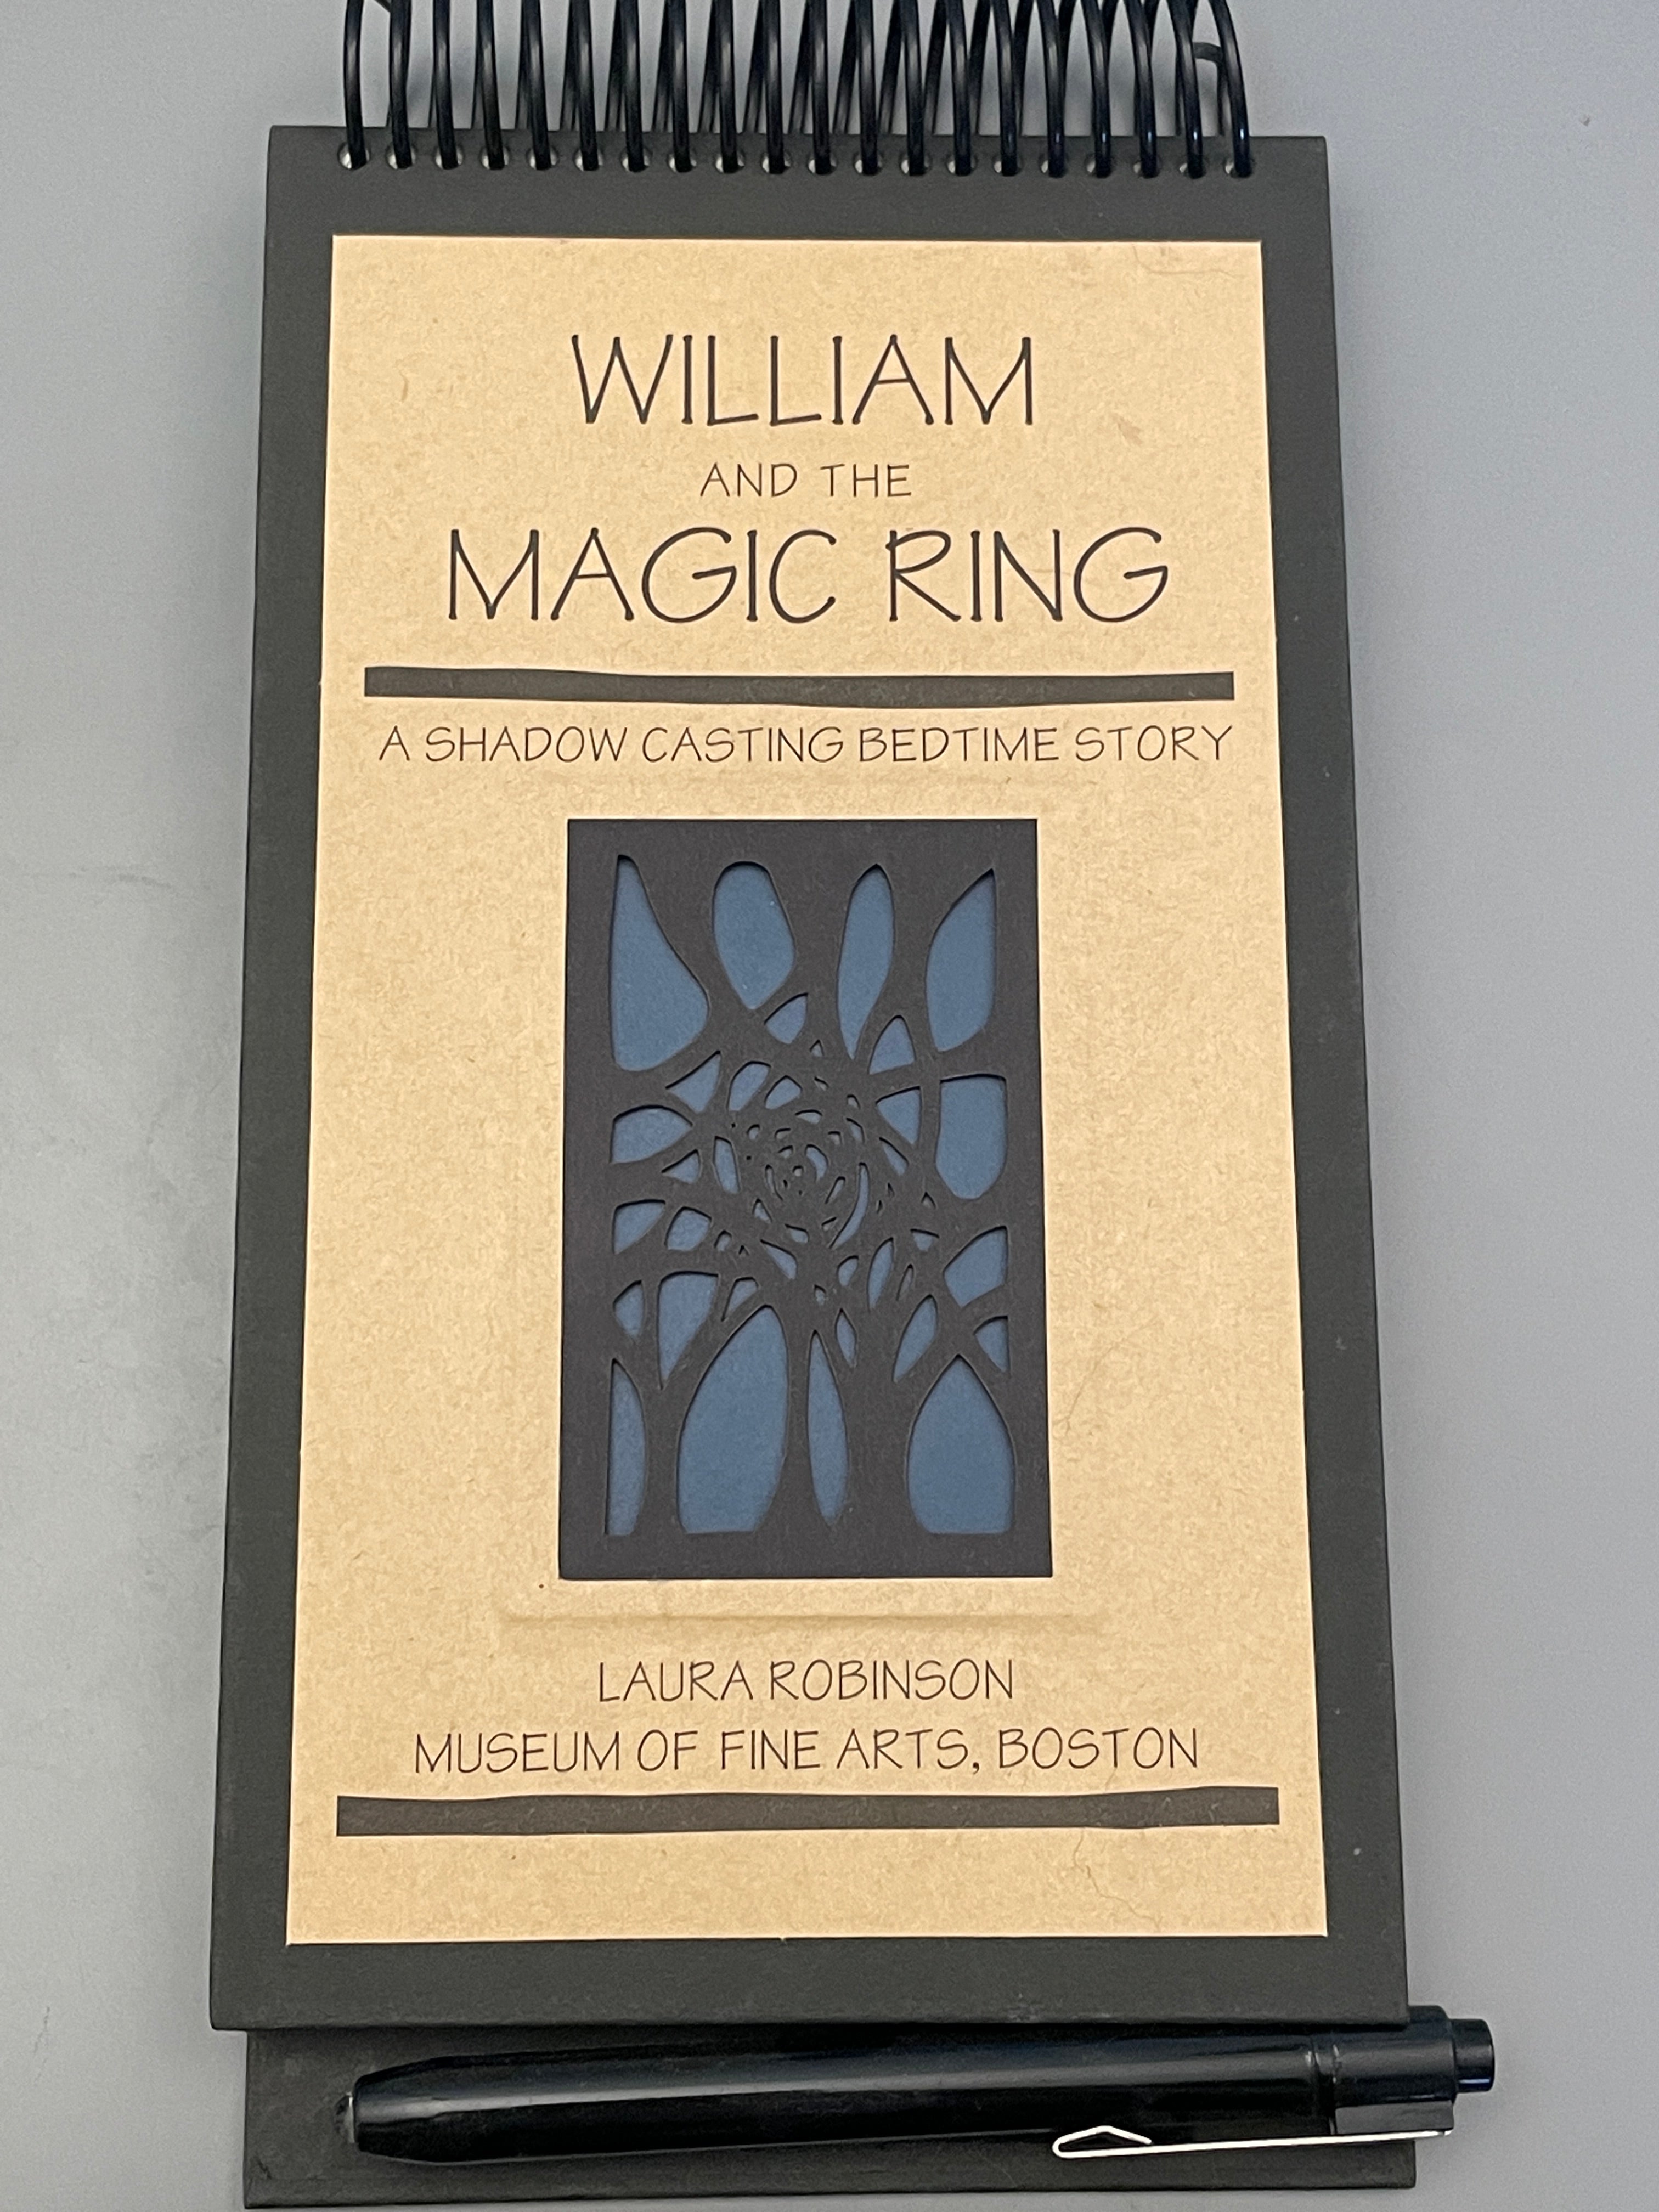 WILLIAM
AND THE
MAGIC RING
A SHADOW CASTING BEDTIME STORY
LAURA ROBINSON
MUSEUM OF FINE ARTS, BOSTON